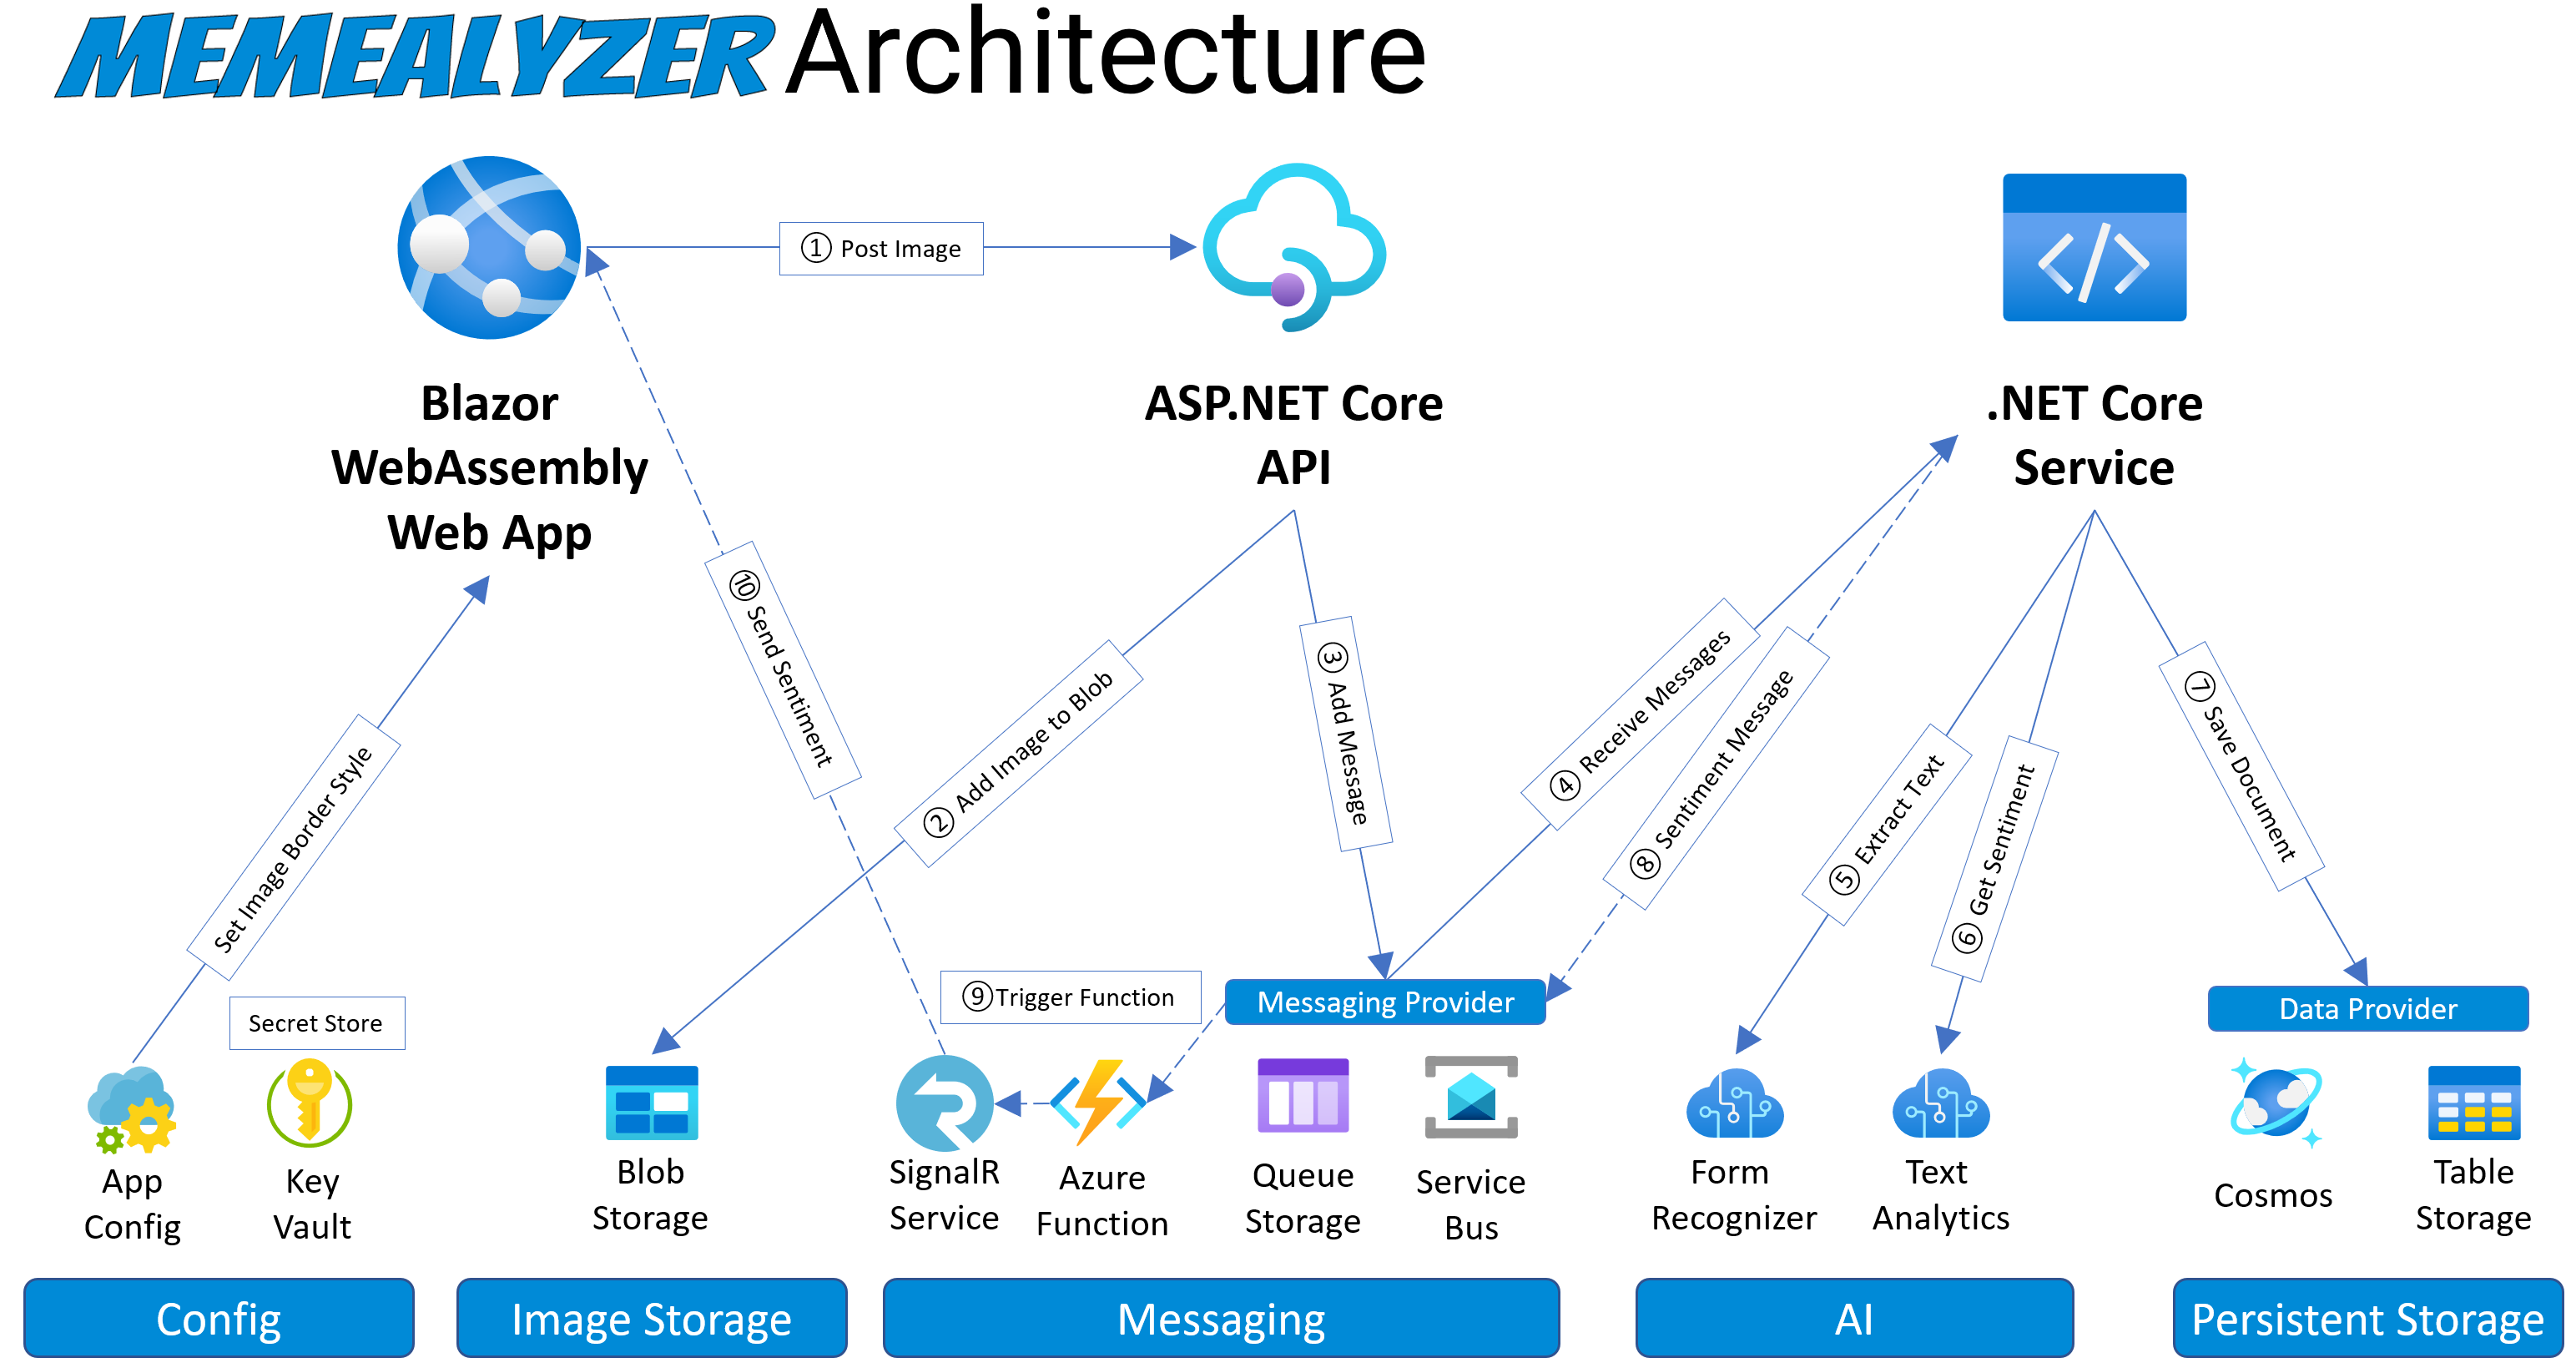 MEMEALYZER Architecture
① Post Image
Blazor
WebAssembly
Web App
ASP.NET Core
API
.NET Core
Service
⑩ Send Sentiment
② Add Image to Blob
③ Add Message
④ Receive Messages
⑧ Sentiment Message
⑤ Extract Text
⑥ Get Sentiment
⑦ Save Document
Set Image Border Style
Secret Store
⑨Trigger Function
Messaging Provider
Data Provider
App
Config
Key
Vault
Blob
Storage
SignalR
Service
Azure
Function
Queue
Storage
Service
Bus
Form
Recognizer
Text
Analytics
Cosmos
Table
Storage
Config
Image Storage
Messaging
AI
Persistent Storage